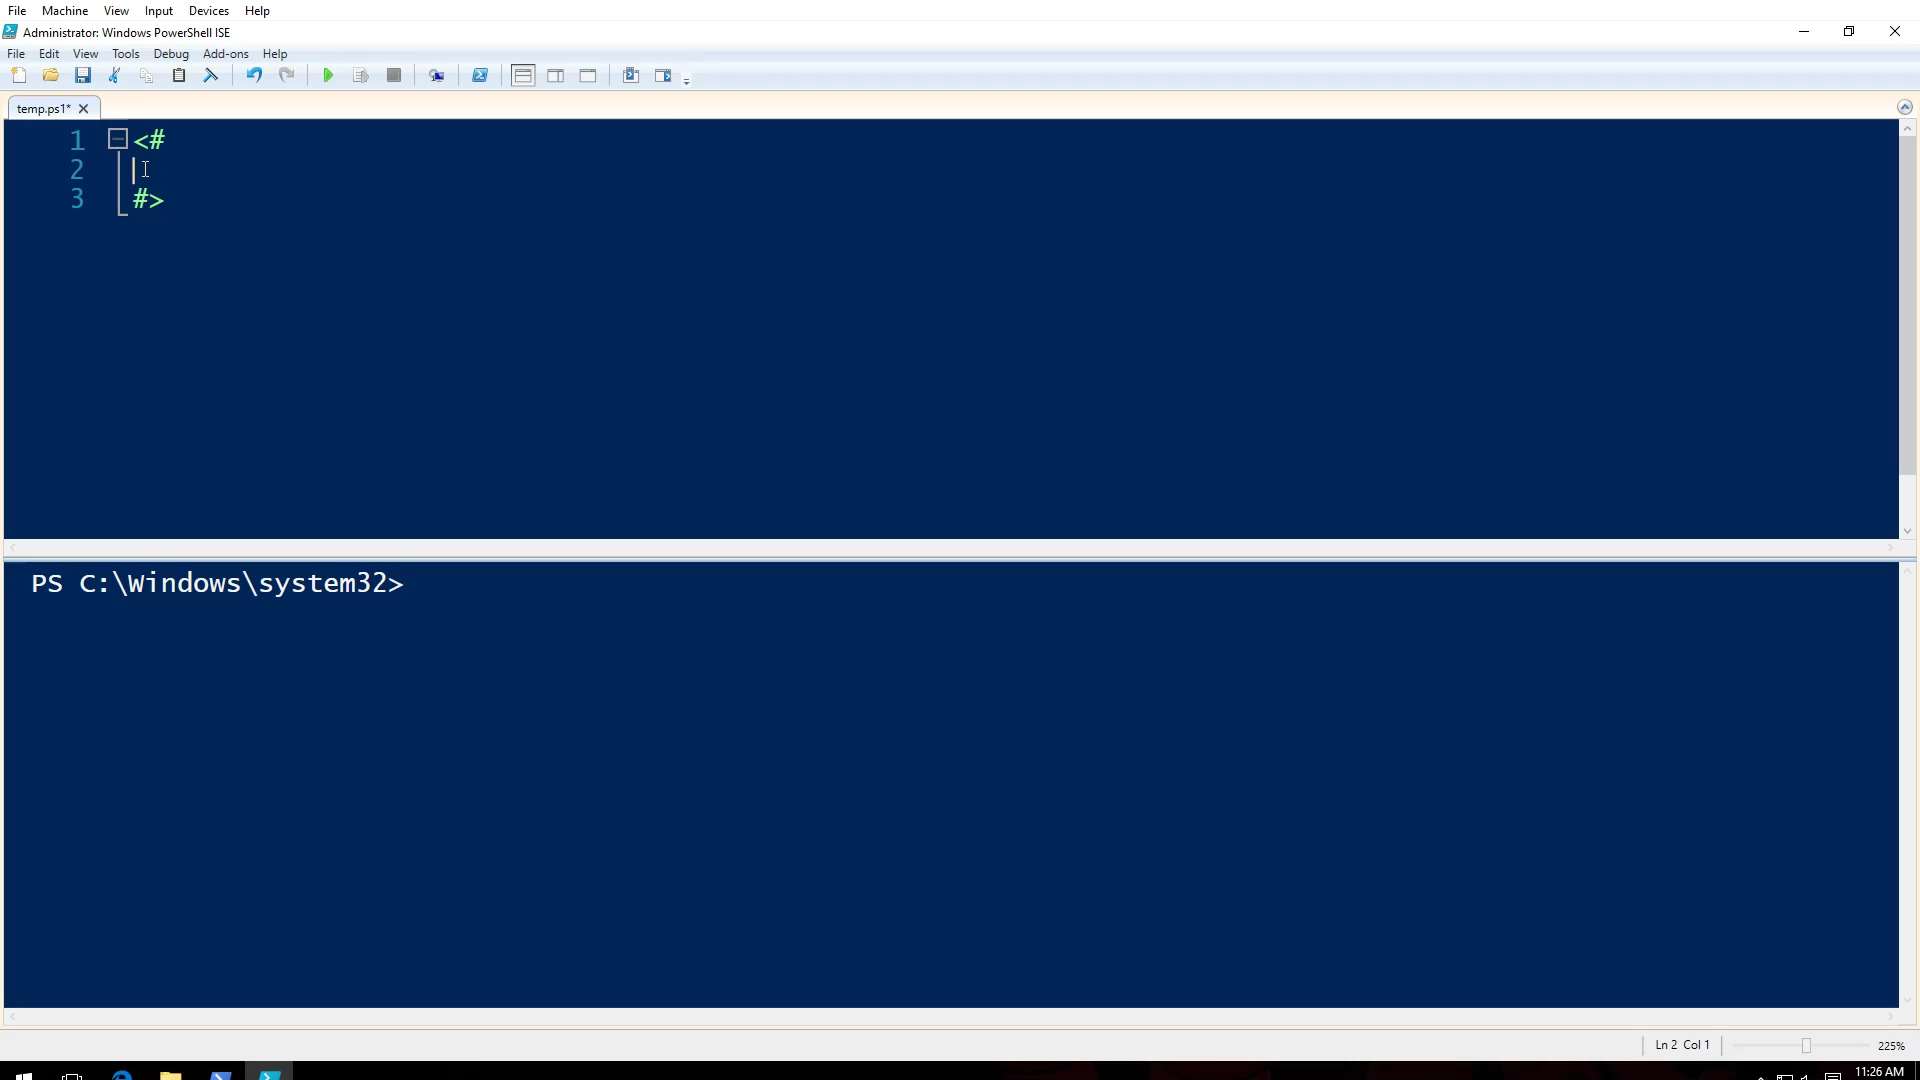 File Machine View Input Devices Help
Administrator: Windows PowerShell ISE
File Edit View Tools Debug Add-ons Help
temp.ps1*
1 <#
2
3 #>
PS C:\Windows\system32>
Ln 2 Col 1 225%
11:26 AM